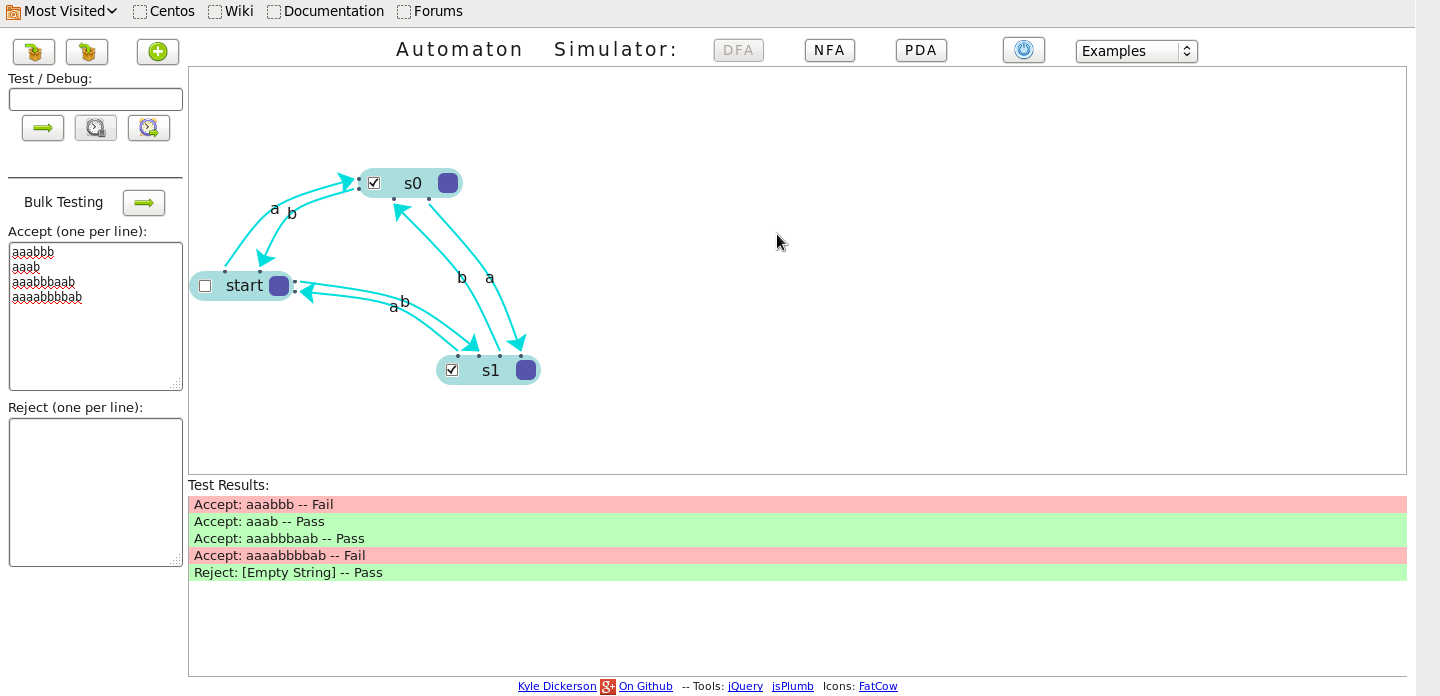 Most Visited Centos Wiki Documentation Forums
Automaton Simulator: DFA NFA PDA Examples
Test / Debug:
Bulk Testing
Accept (one per line):
aaabbb
aaab
aaabbbaab
aaaabbbbab
Reject (one per line):
s0
a b
start
b a
a b
s1
Test Results:
Accept: aaabbb -- Fail
Accept: aaab -- Pass
Accept: aaabbbaab -- Pass
Accept: aaaabbbbab -- Fail
Reject: [Empty String] -- Pass
Kyle Dickerson g+ On Github -- Tools: jQuery jsPlumb Icons: FatCow